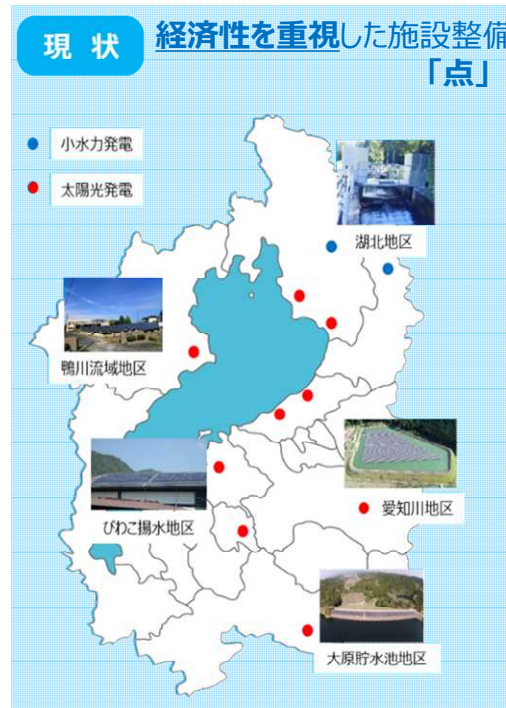 現 状
経済性を重視した施設整備
「点」
小水力発電
太陽光発電
湖北地区
鴨川流域地区
びわこ揚水地区
愛知川地区
大原貯水池地区